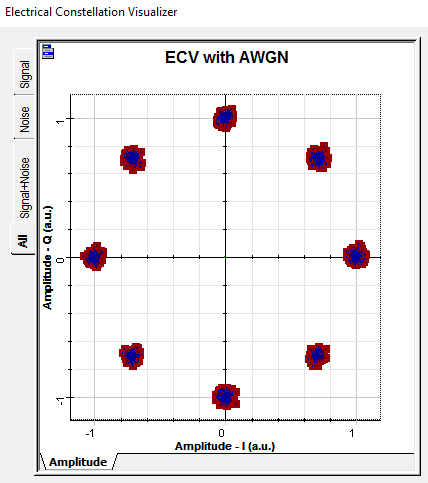 Electrical Constellation Visualizer
ECV with AWGN
Signal
Noise
Signal+Noise
All
Amplitude - Q (a.u.)
1
0
-1
-1
0
1
Amplitude - I (a.u.)
Amplitude